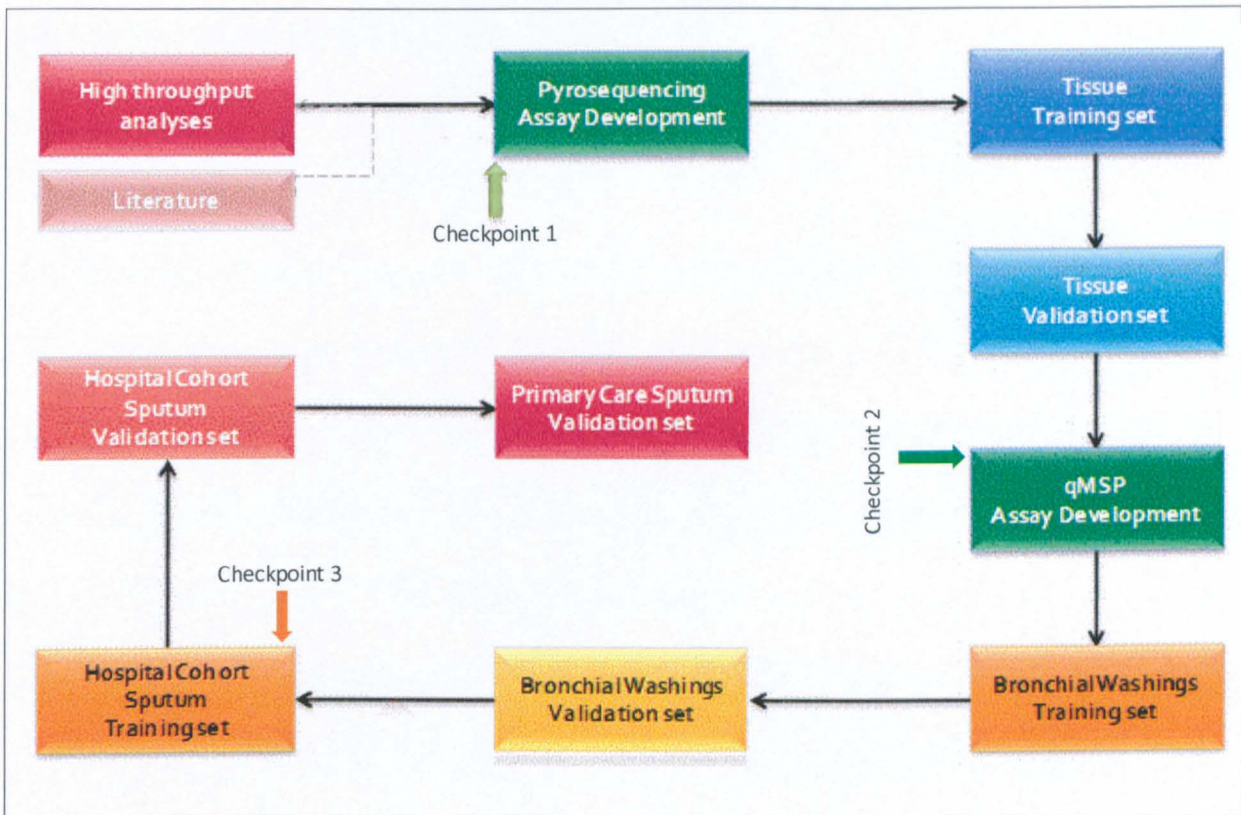 High throughput
analyses
Literature
Pyrosequencing
Assay Development
Checkpoint 1
Tissue
Training set
Tissue
Validation set
Checkpoint 2
qMSP
Assay Development
Bronchial Washings
Training set
Bronchial Washings
Validation set
Checkpoint 3
Hospital Cohort
Sputum
Training set
Hospital Cohort
Sputum
Validation set
Primary Care Sputum
Validation set